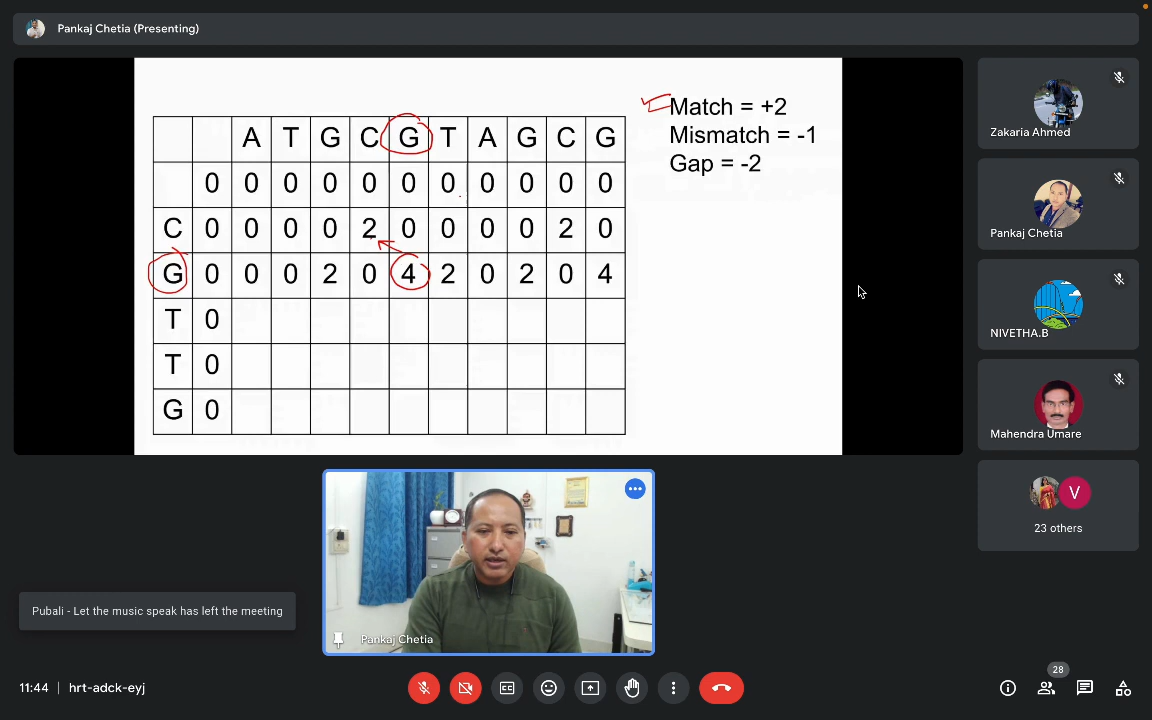 Pankaj Chetia (Presenting)
Match = +2
Mismatch = -1
Gap = -2
A T G C G T A G C G
0 0 0 0 0 0 0 0 0 0 0
C 0 0 0 0 2 0 0 0 0 2 0
G 0 0 0 2 0 4 2 0 2 0 4
T 0
T 0
G 0
Zakaria Ahmed
Pankaj Chetia
NIVETHA.B
Mahendra Umare
V
23 others
Pubali - Let the music speak has left the meeting
Pankaj Chetia
11:44 | hrt-adck-eyj
28